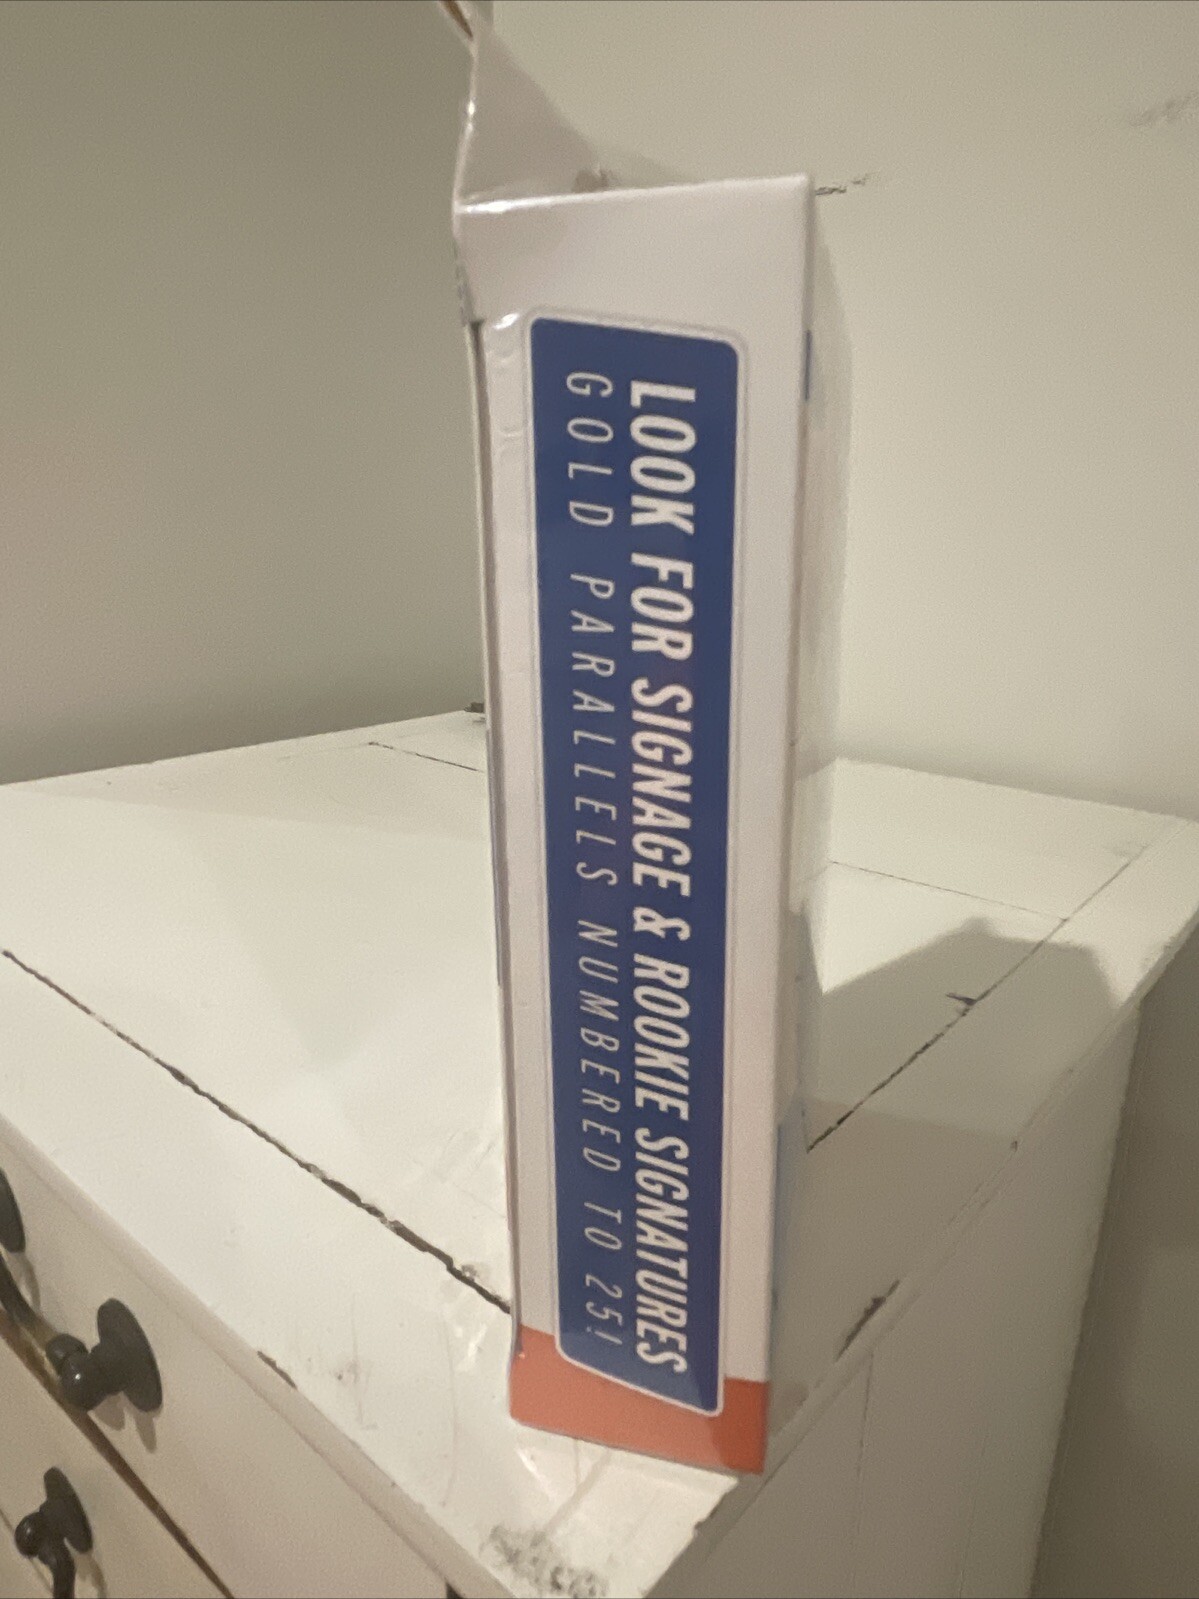 LOOK FOR SIGNAGE & ROOKIE SIGNATURES
GOLD PARALLELS NUMBERED TO 25!